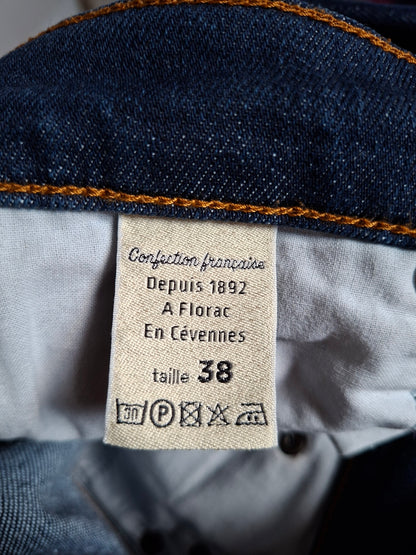 Confection française
Depuis 1892
A Florac
En Cévennes
taille 38
30 P